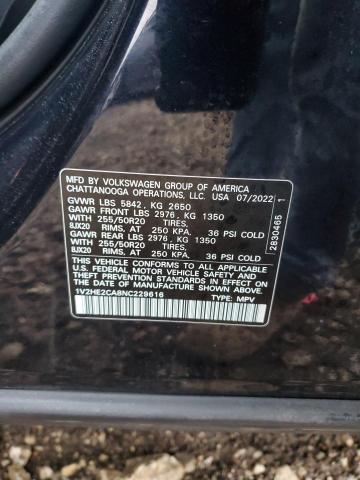 MFD BY VOLKSWAGEN GROUP OF AMERICA
CHATTANOOGA OPERATIONS, LLC. USA 07/2022
GVWR LBS 5842, KG 2650
GAWR FRONT LBS 2976, KG 1350
WITH 255/50R20 TIRES,
8JX20 RIMS, AT 250 KPA. 36 PSI COLD
GAWR REAR LBS 2976, KG 1350
WITH 255/50R20 TIRES,
8JX20 RIMS, AT 250 KPA. 36 PSI COLD
THIS VEHICLE CONFORMS TO ALL APPLICABLE
U.S. FEDERAL MOTOR VEHICLE SAFETY AND
THEFT PREVENTION STANDARDS IN EFFECT ON
THE DATE OF MANUFACTURE SHOWN ABOVE.
1V2HE2CA8NC229616 TYPE: MPV
2830465 1